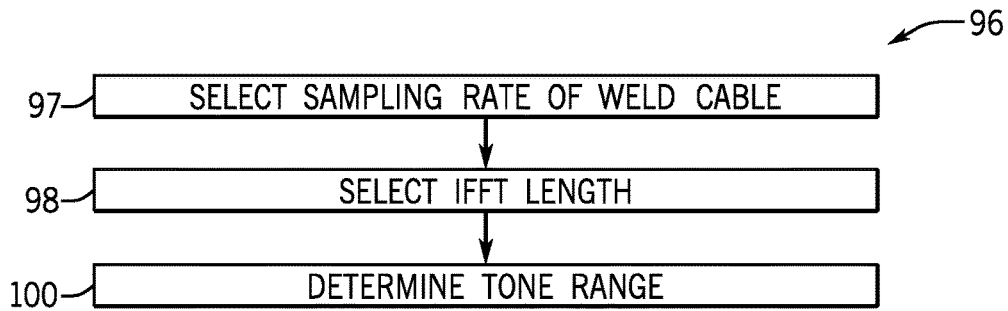 96
97 SELECT SAMPLING RATE OF WELD CABLE
98 SELECT IFFT LENGTH
100 DETERMINE TONE RANGE